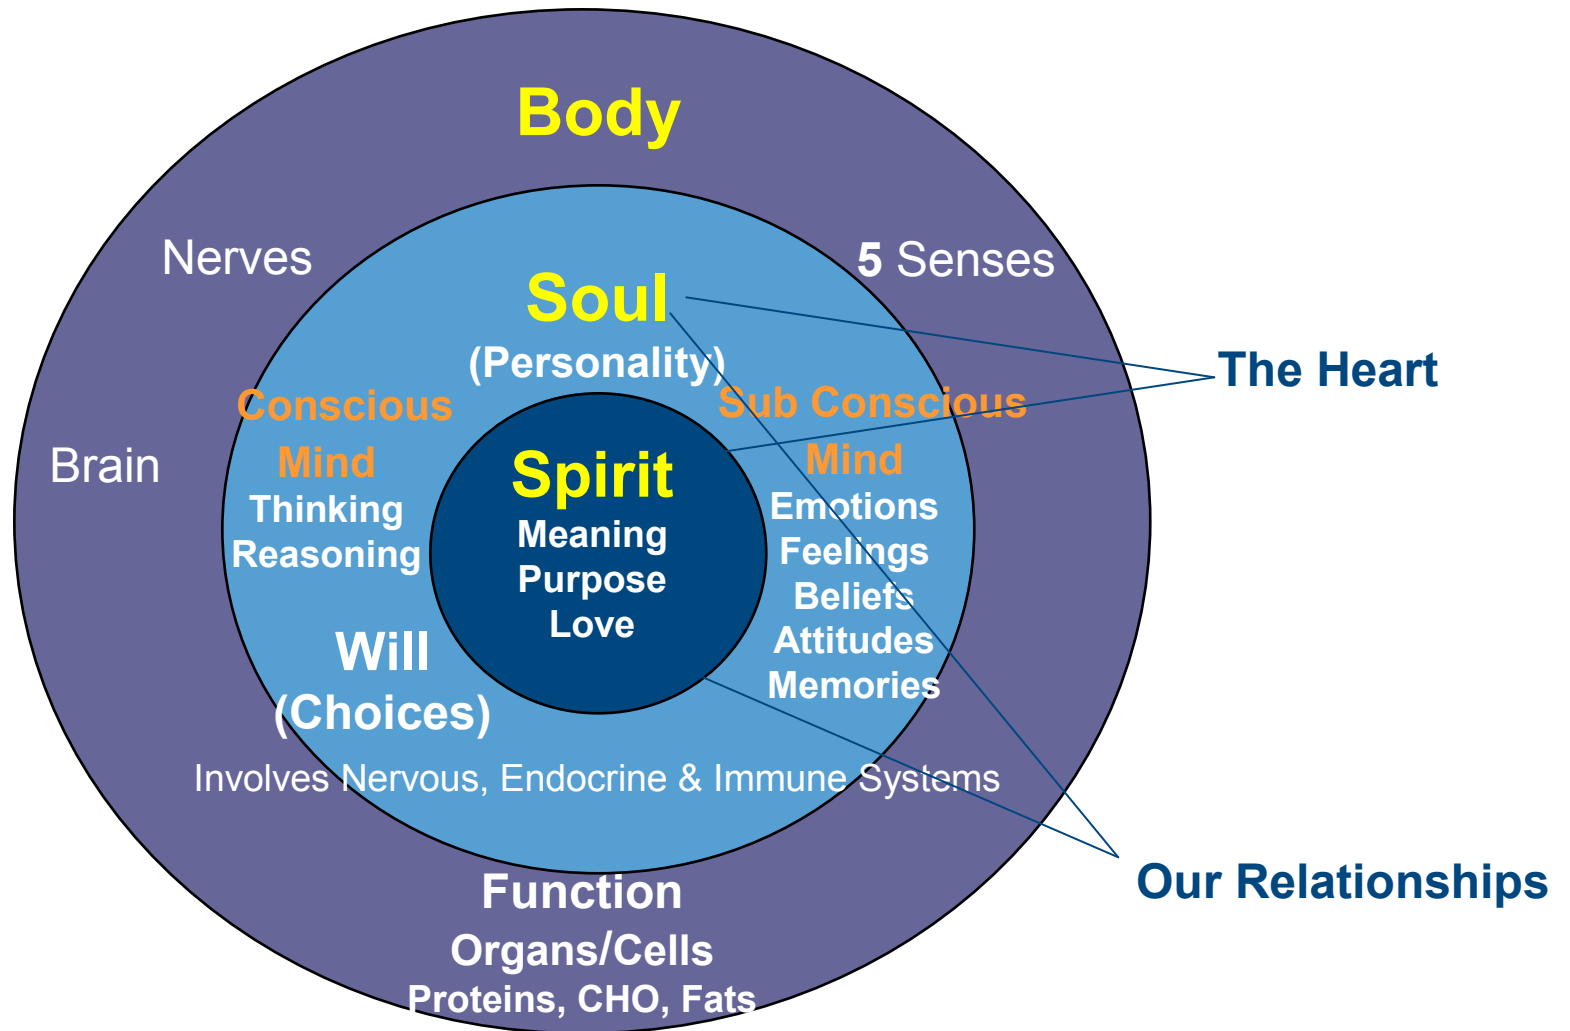 Body
Nerves
5 Senses
Soul
(Personality)
The Heart
Conscious
Mind
Thinking
Reasoning
Sub Conscious
Mind
Emotions
Feelings
Beliefs
Attitudes
Memories
Brain
Spirit
Meaning
Purpose
Love
Will
(Choices)
Involves Nervous, Endocrine & Immune Systems
Our Relationships
Function
Organs/Cells
Proteins, CHO, Fats